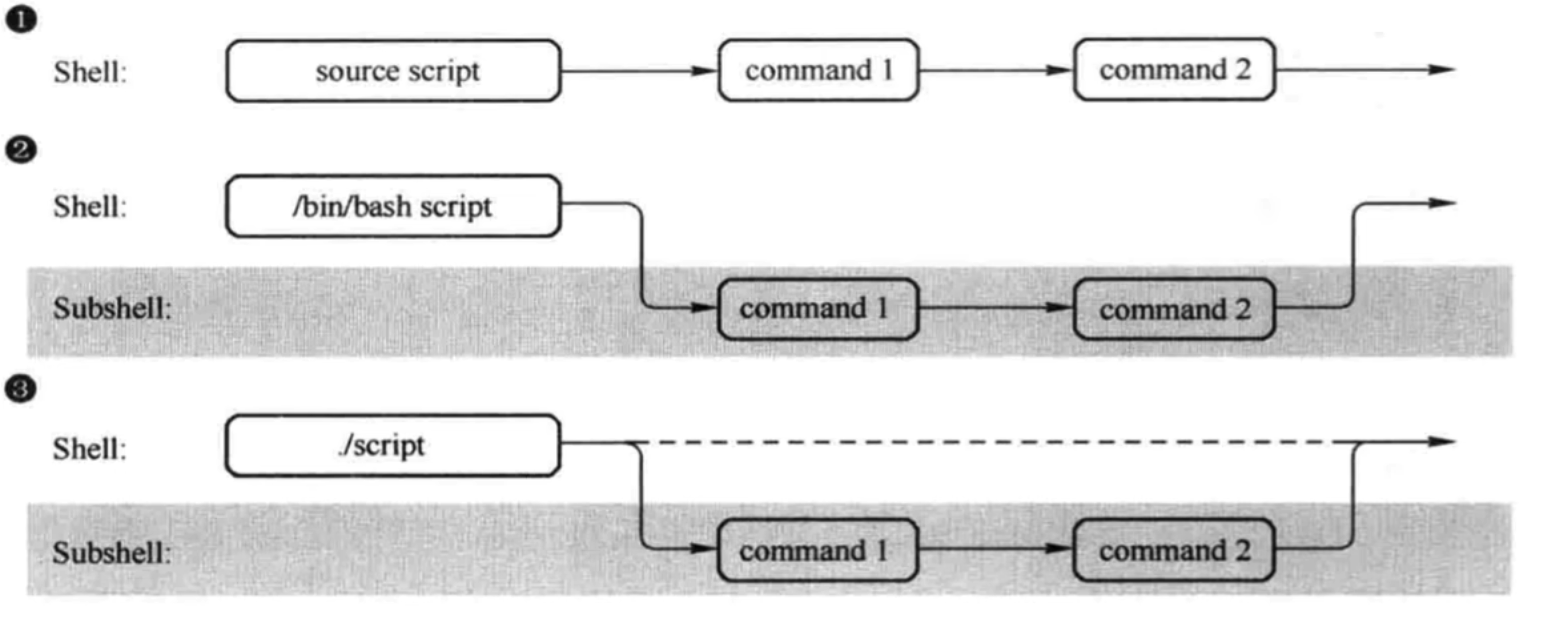 ❶
Shell: source script command 1 command 2
❷
Shell: /bin/bash script
Subshell: command 1 command 2
❸
Shell: ./script
Subshell: command 1 command 2